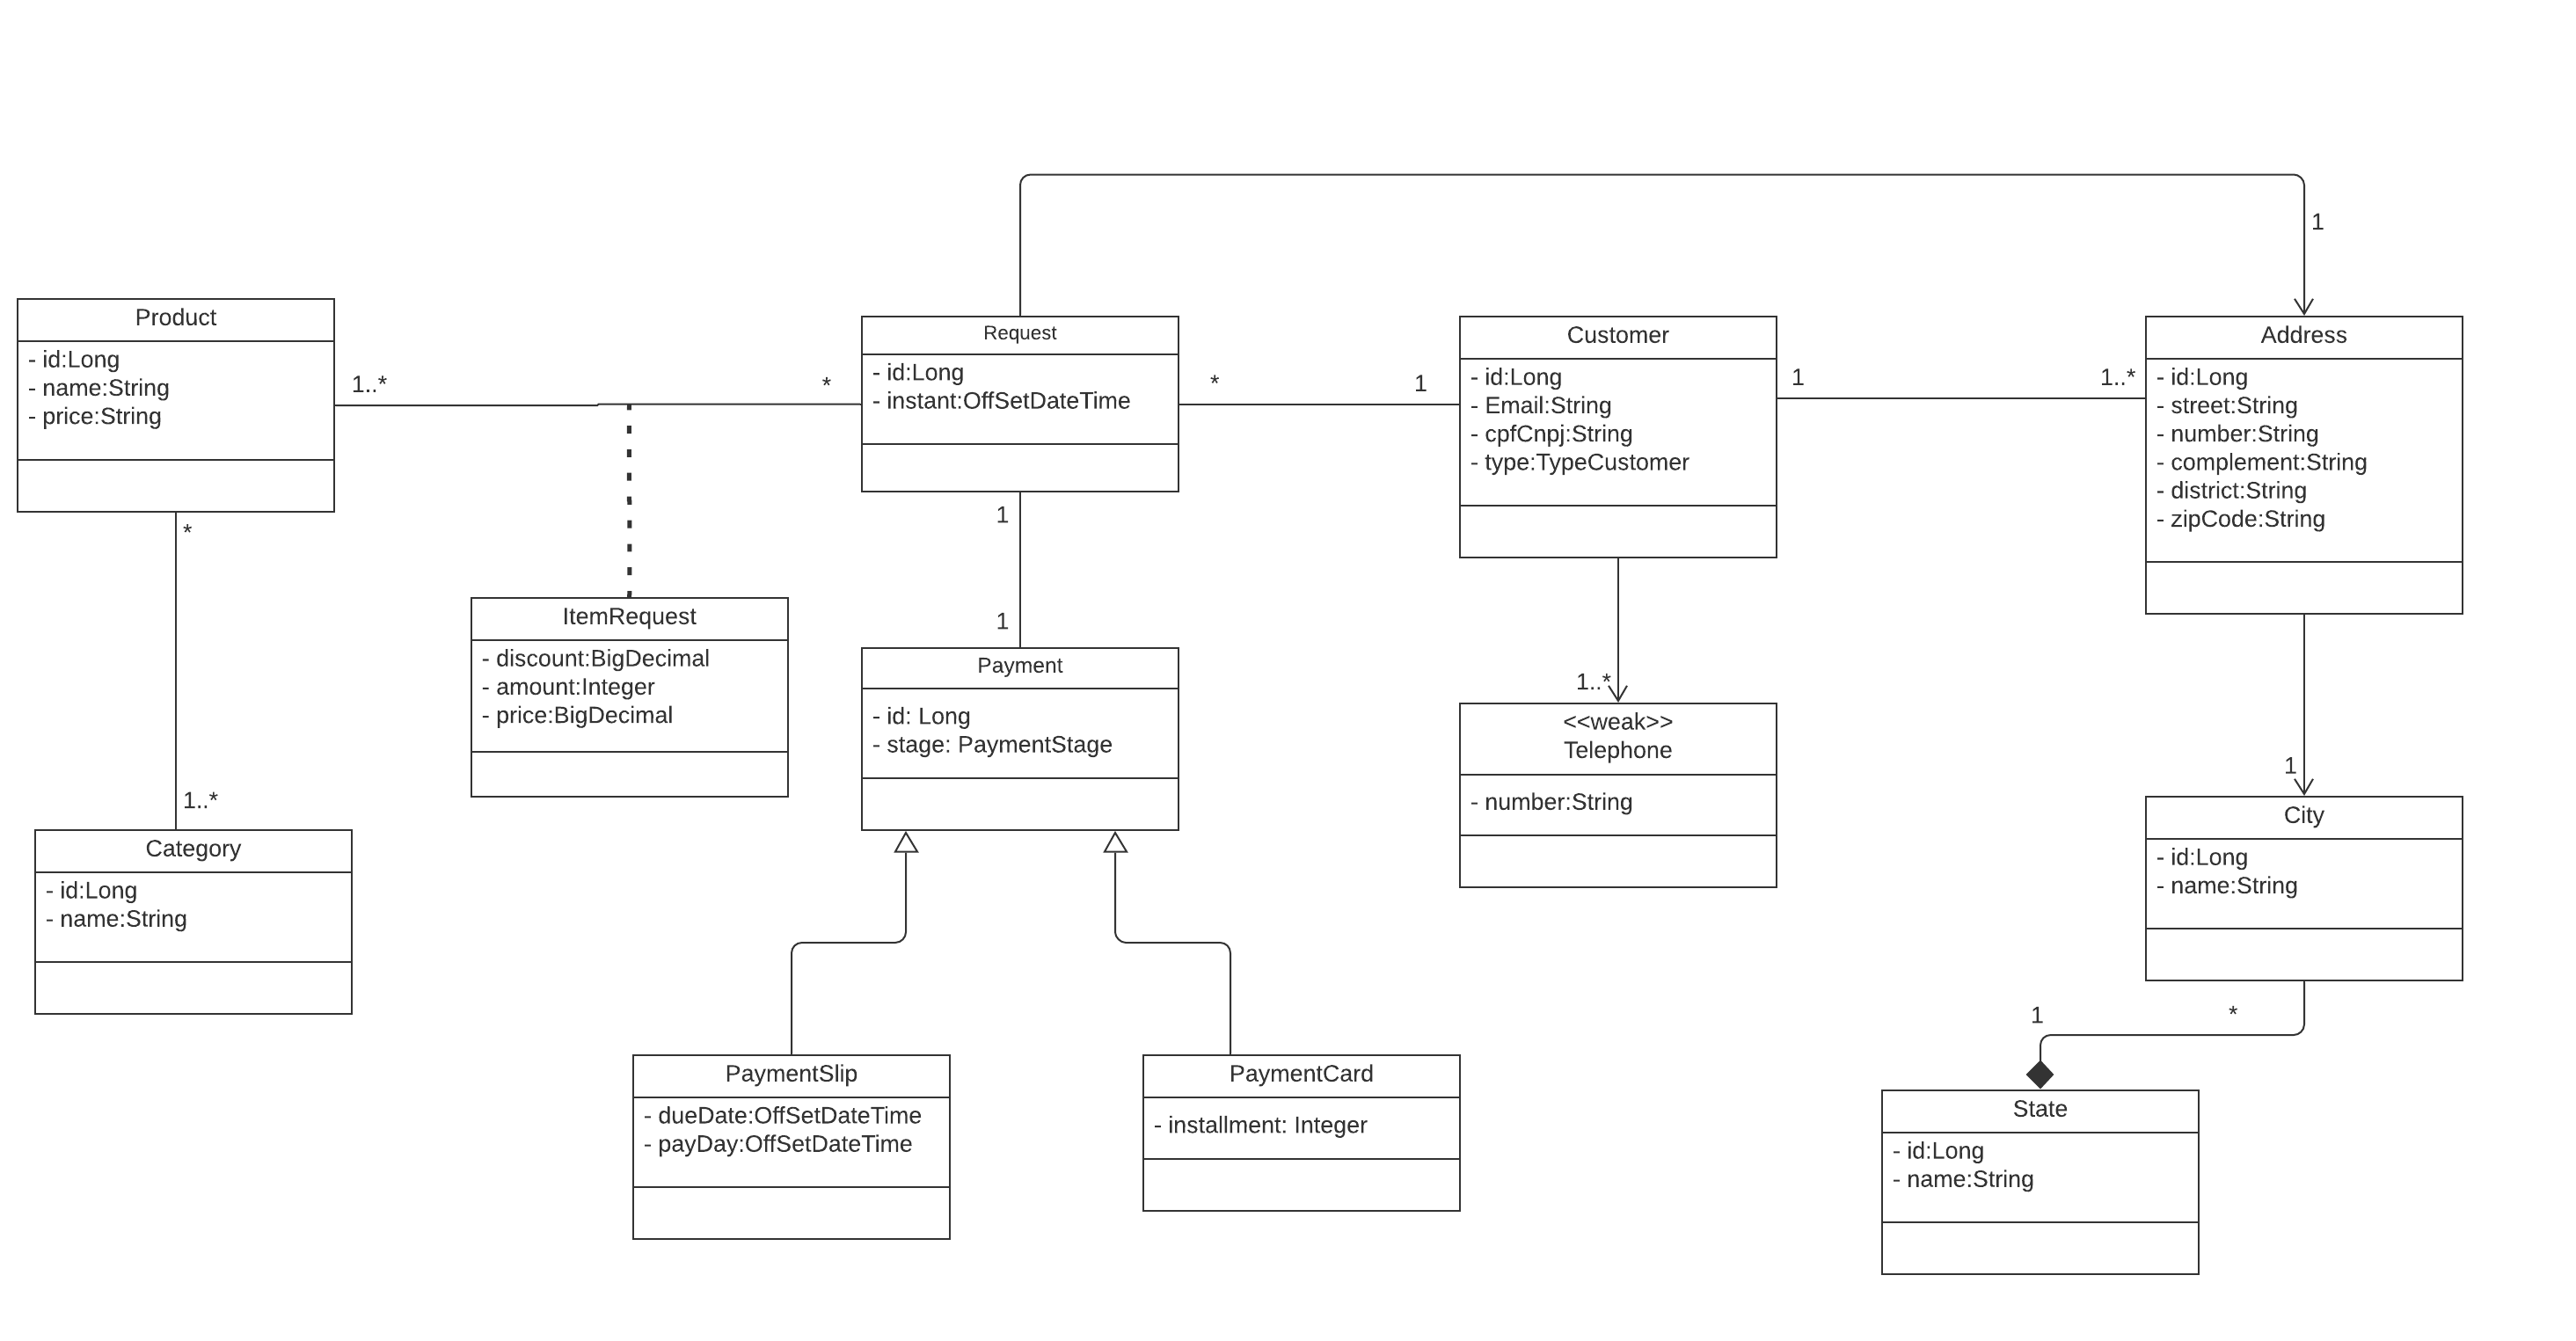 1
Product
- id:Long
- name:String
- price:String
1..*
*
Request
- id:Long
- instant:OffSetDateTime
*
1
Customer
- id:Long
- Email:String
- cpfCnpj:String
- type:TypeCustomer
1
1..*
Address
- id:Long
- street:String
- number:String
- complement:String
- district:String
- zipCode:String
*
1..*
Category
- id:Long
- name:String
ItemRequest
- discount:BigDecimal
- amount:Integer
- price:BigDecimal
1
1
Payment
- id: Long
- stage: PaymentStage
1..*
<<weak>>
Telephone
- number:String
1
City
- id:Long
- name:String
1
*
PaymentSlip
- dueDate:OffSetDateTime
- payDay:OffSetDateTime
PaymentCard
- installment: Integer
State
- id:Long
- name:String